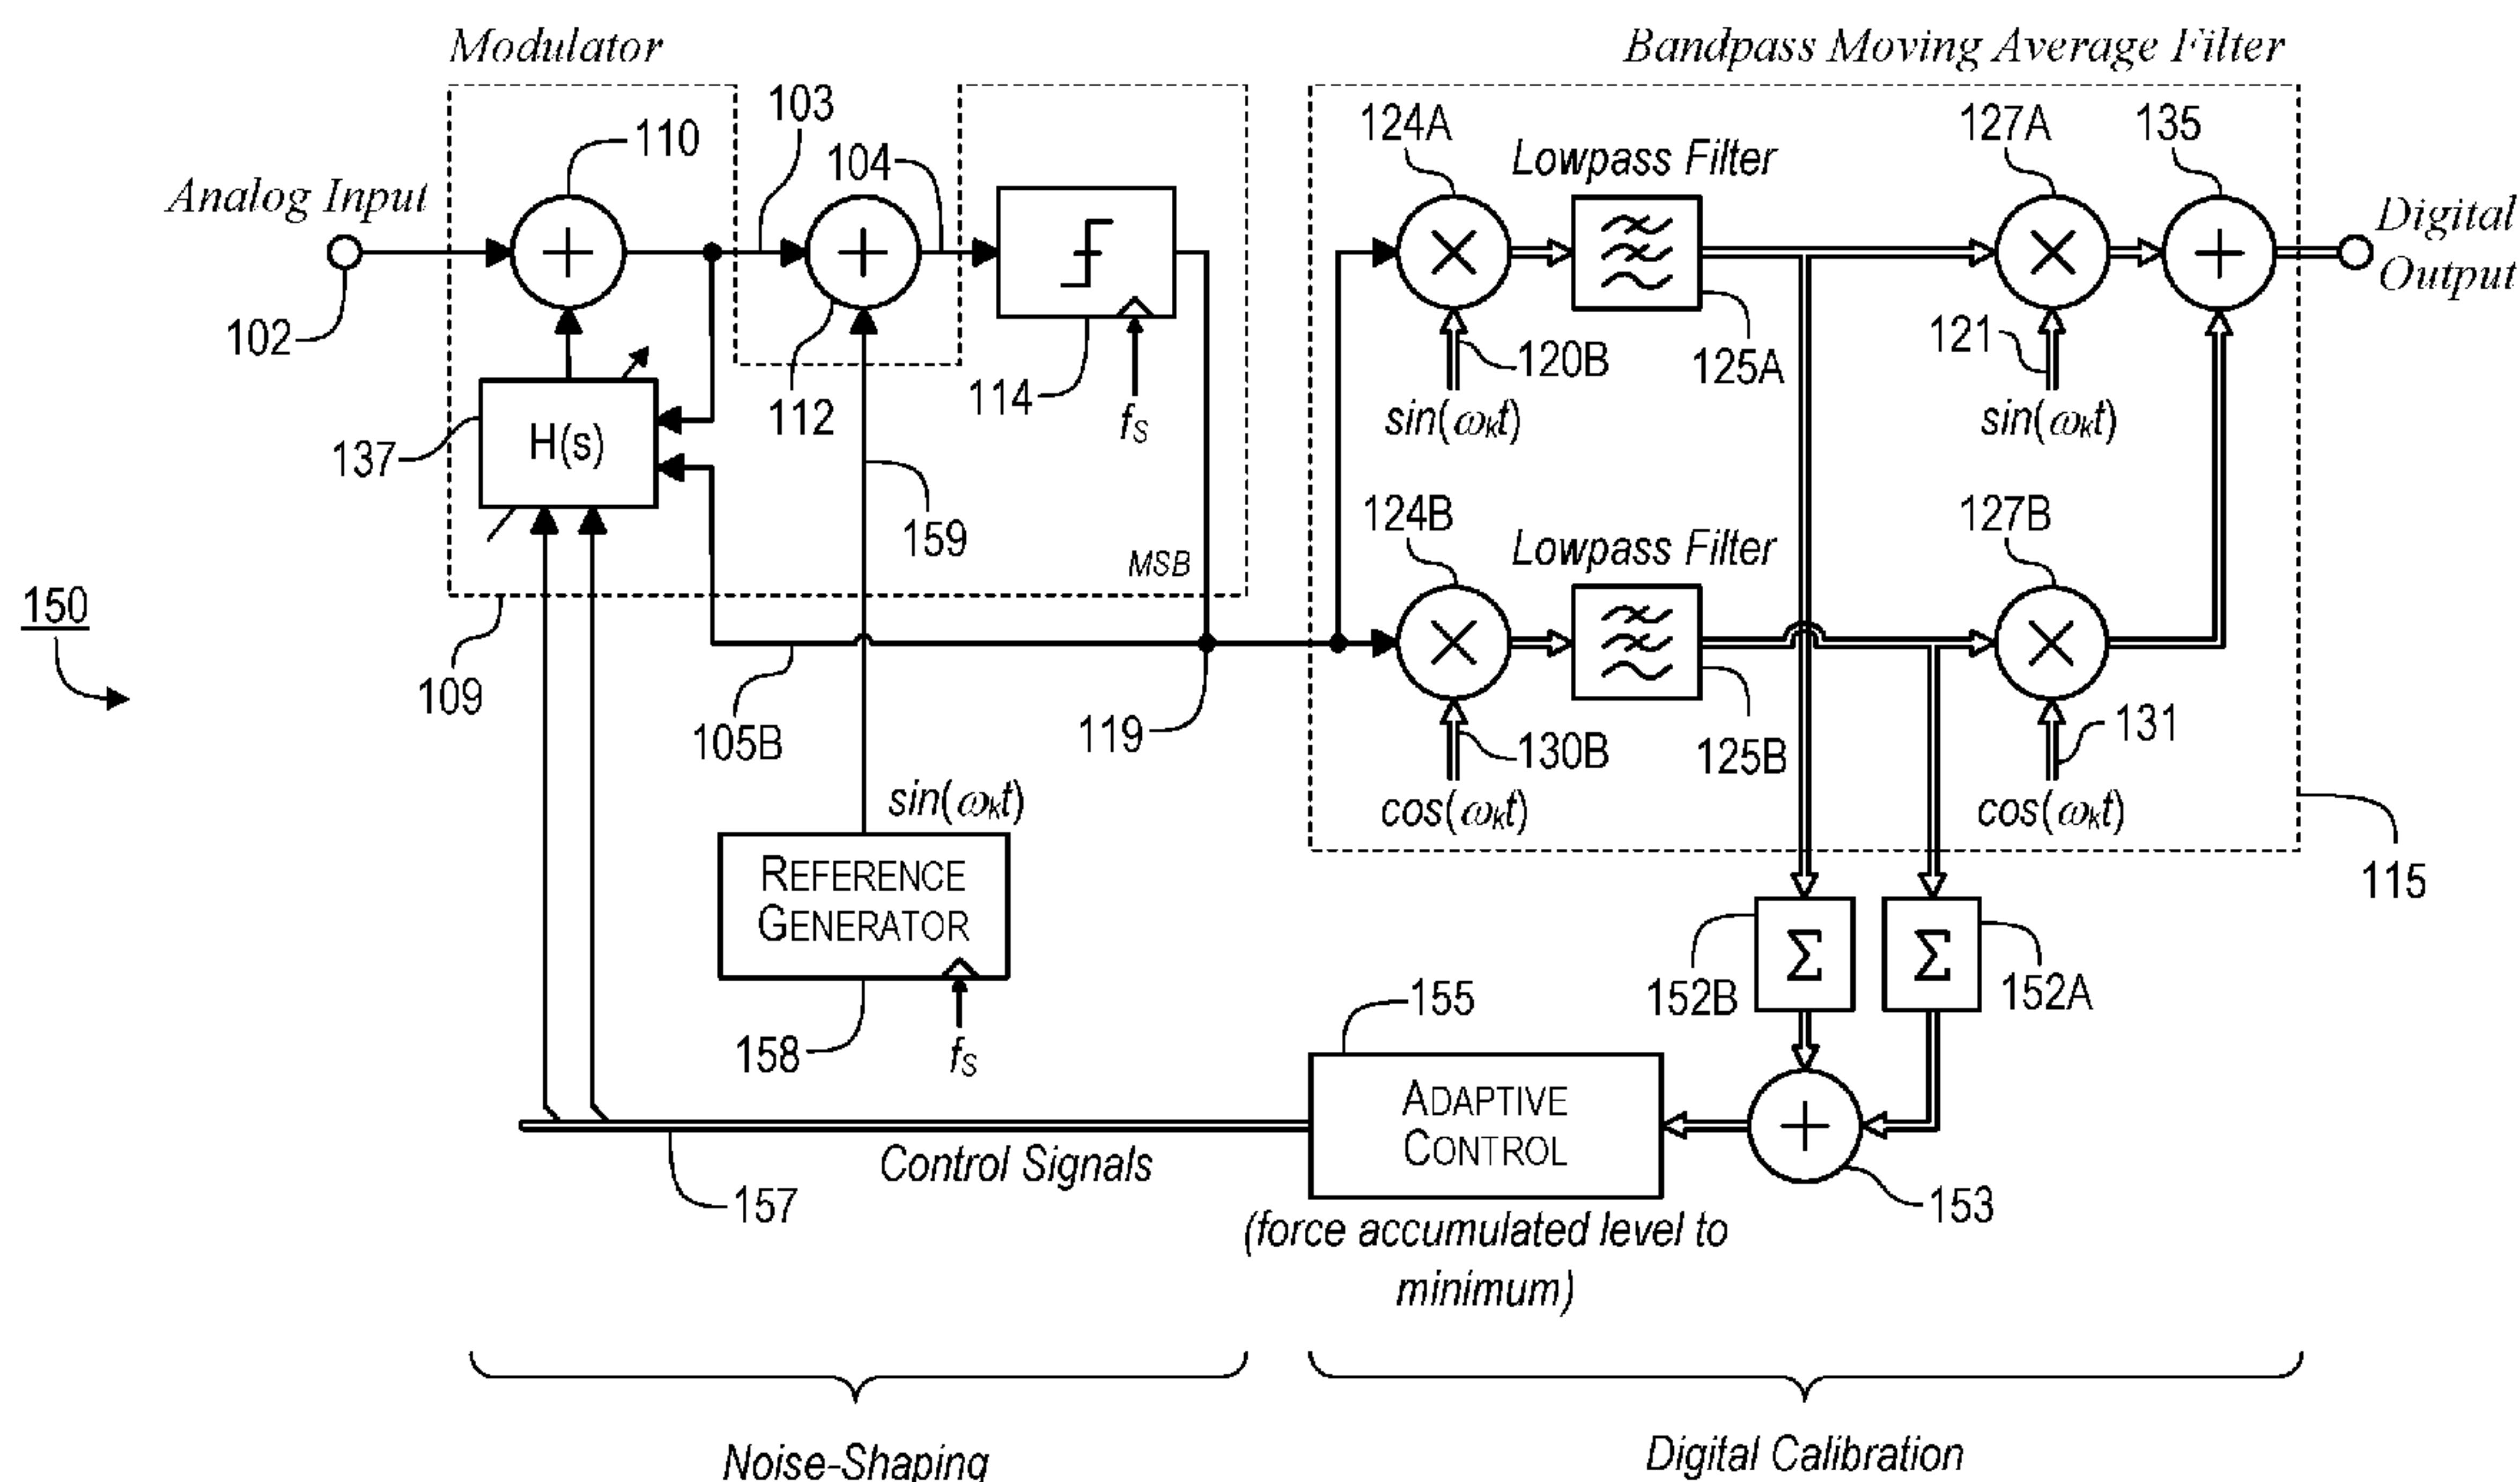 Modulator
Bandpass Moving Average Filter
103
124A
127A
135
110
104
Lowpass Filter
Analog Input
Digital
Output
102
120B
125A
121
112
114
fS
sin(ωkt)
sin(ωkt)
137
H(s)
159
124B
127B
MSB
Lowpass Filter
150
109
105B
119
130B
125B
131
sin(ωkt)
cos(ωkt)
cos(ωkt)
REFERENCE
GENERATOR
115
Σ
Σ
152B
152A
155
158
fS
ADAPTIVE
CONTROL
Control Signals
157
153
(force accumulated level to
minimum)
Noise-Shaping
Digital Calibration